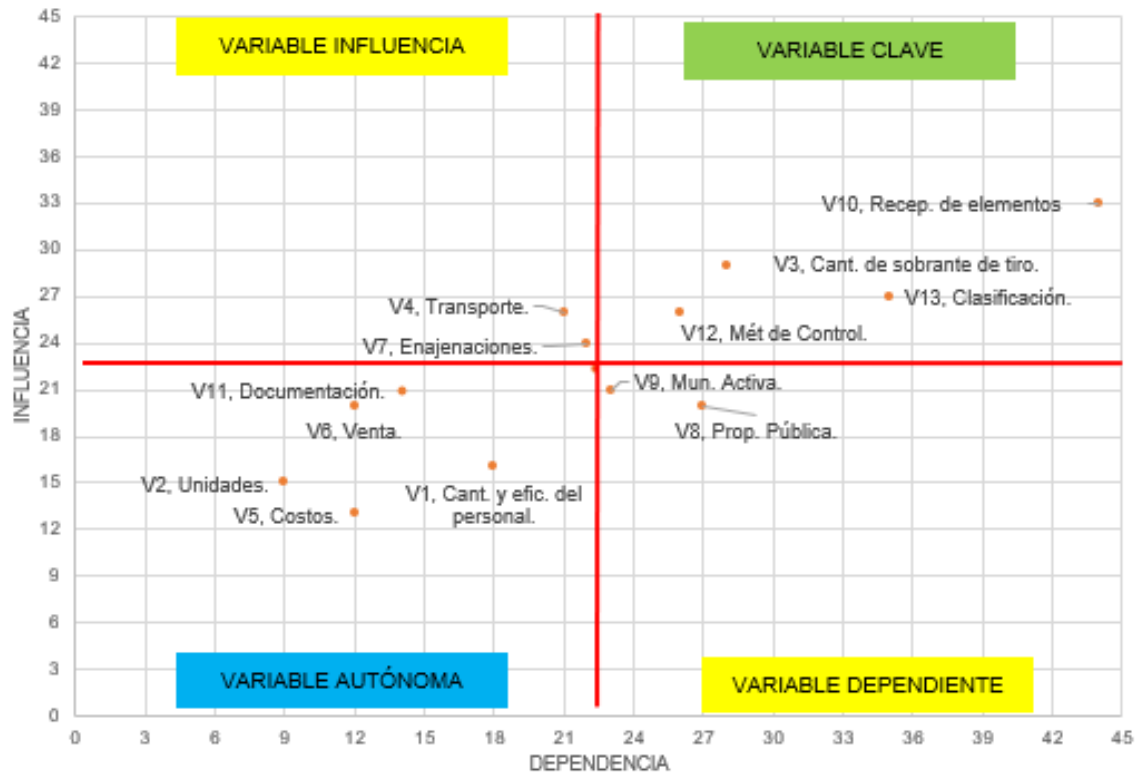 45
VARIABLE INFLUENCIA
VARIABLE CLAVE
42
39
36
33
V10, Recep. de elementos
30
V3, Cant. de sobrante de tiro.
27
V13, Clasificación.
V4, Transporte.
V12, Mét de Control.
24
V7, Enajenaciones.
INFLUENCIA
21
V11, Documentación.
V9, Mun. Activa.
V6, Venta.
V8, Prop. Pública.
18
15
V2, Unidades.
V1, Cant. y efic. del
personal.
V5, Costos.
12
9
6
3
VARIABLE AUTÓNOMA
VARIABLE DEPENDIENTE
0
0 3 6 9 12 15 18 21 24 27 30 33 36 39 42 45
DEPENDENCIA